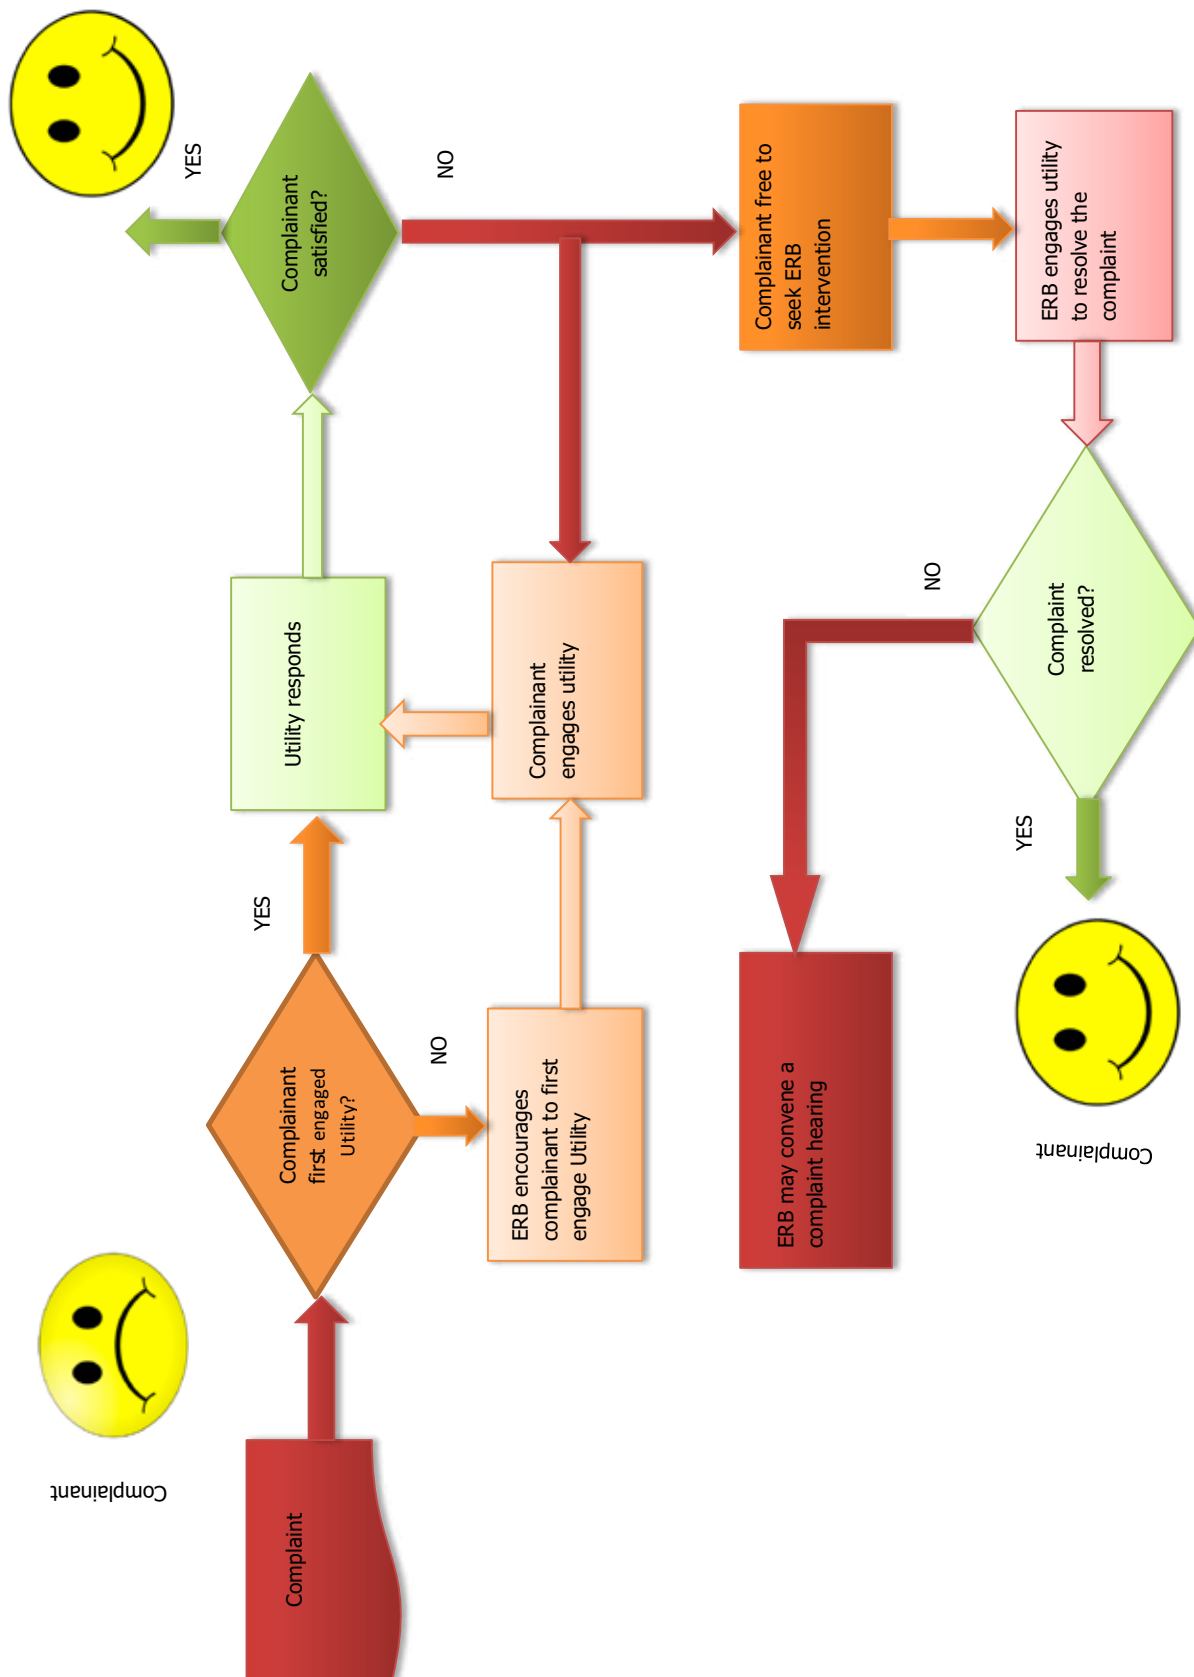 Complainant
Complaint
Complainant
first engaged
Utility?
YES
NO
ERB encourages
complainant to first
engage Utility
Utility responds
Complainant
engages utility
Complainant
satisfied?
YES
NO
Complainant free to
seek ERB
intervention
ERB engages utility
to resolve the
complaint
Complaint
resolved?
NO
YES
ERB may convene a
complaint hearing
Complainant